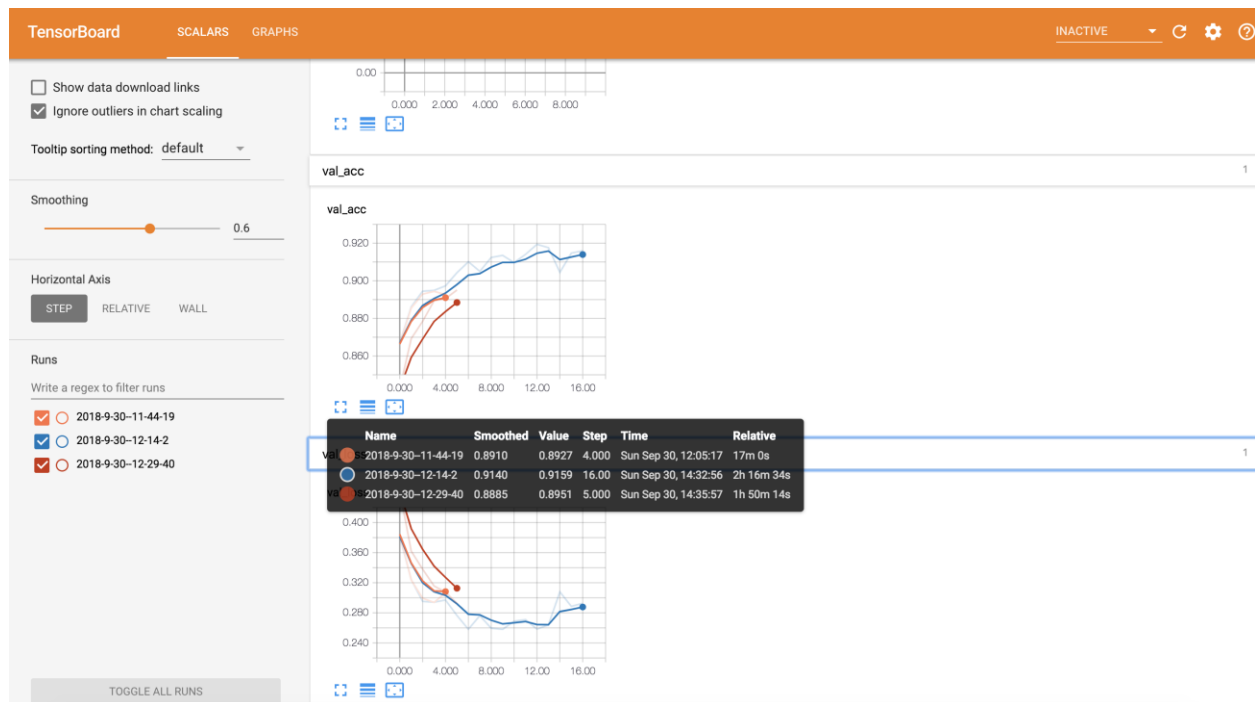 TensorBoard SCALARS GRAPHS INACTIVE
Show data download links
Ignore outliers in chart scaling
Tooltip sorting method: default
Smoothing
0.6
Horizontal Axis
STEP RELATIVE WALL
Runs
Write a regex to filter runs
2018-9-30--11-44-19
2018-9-30--12-14-2
2018-9-30--12-29-40
TOGGLE ALL RUNS
0.00
0.000 2.000 4.000 6.000 8.000
val_acc 1
val_acc
0.920
0.900
0.880
0.860
0.000 4.000 8.000 12.00 16.00
Name Smoothed Value Step Time Relative
2018-9-30--11-44-19 0.8910 0.8927 4.000 Sun Sep 30, 12:05:17 17m 0s
2018-9-30--12-14-2 0.9140 0.9159 16.00 Sun Sep 30, 14:32:56 2h 16m 34s
2018-9-30--12-29-40 0.8885 0.8951 5.000 Sun Sep 30, 14:35:57 1h 50m 14s
1
0.400
0.360
0.320
0.280
0.240
0.000 4.000 8.000 12.00 16.00